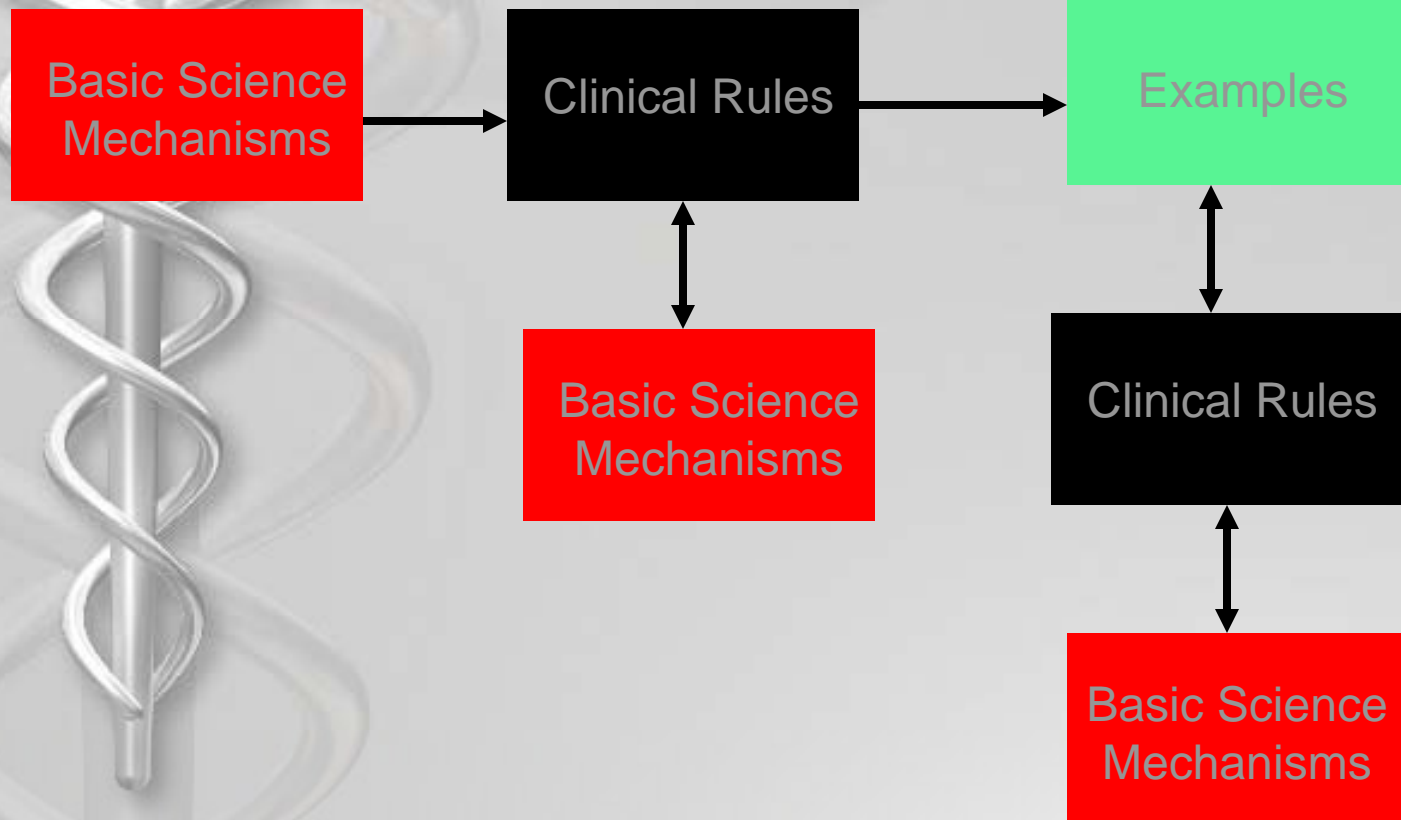 Basic Science
Mechanisms
Clinical Rules
Examples
Basic Science
Mechanisms
Clinical Rules
Basic Science
Mechanisms